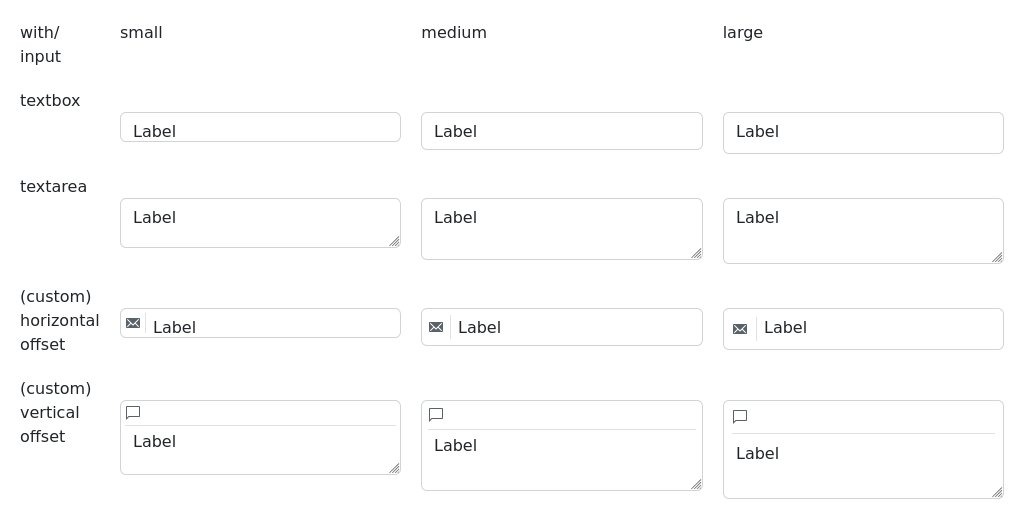 with/
input
small
medium
large
textbox
Label
Label
Label
textarea
Label
Label
Label
(custom)
horizontal
offset
Label
Label
Label
(custom)
vertical
offset
Label
Label
Label